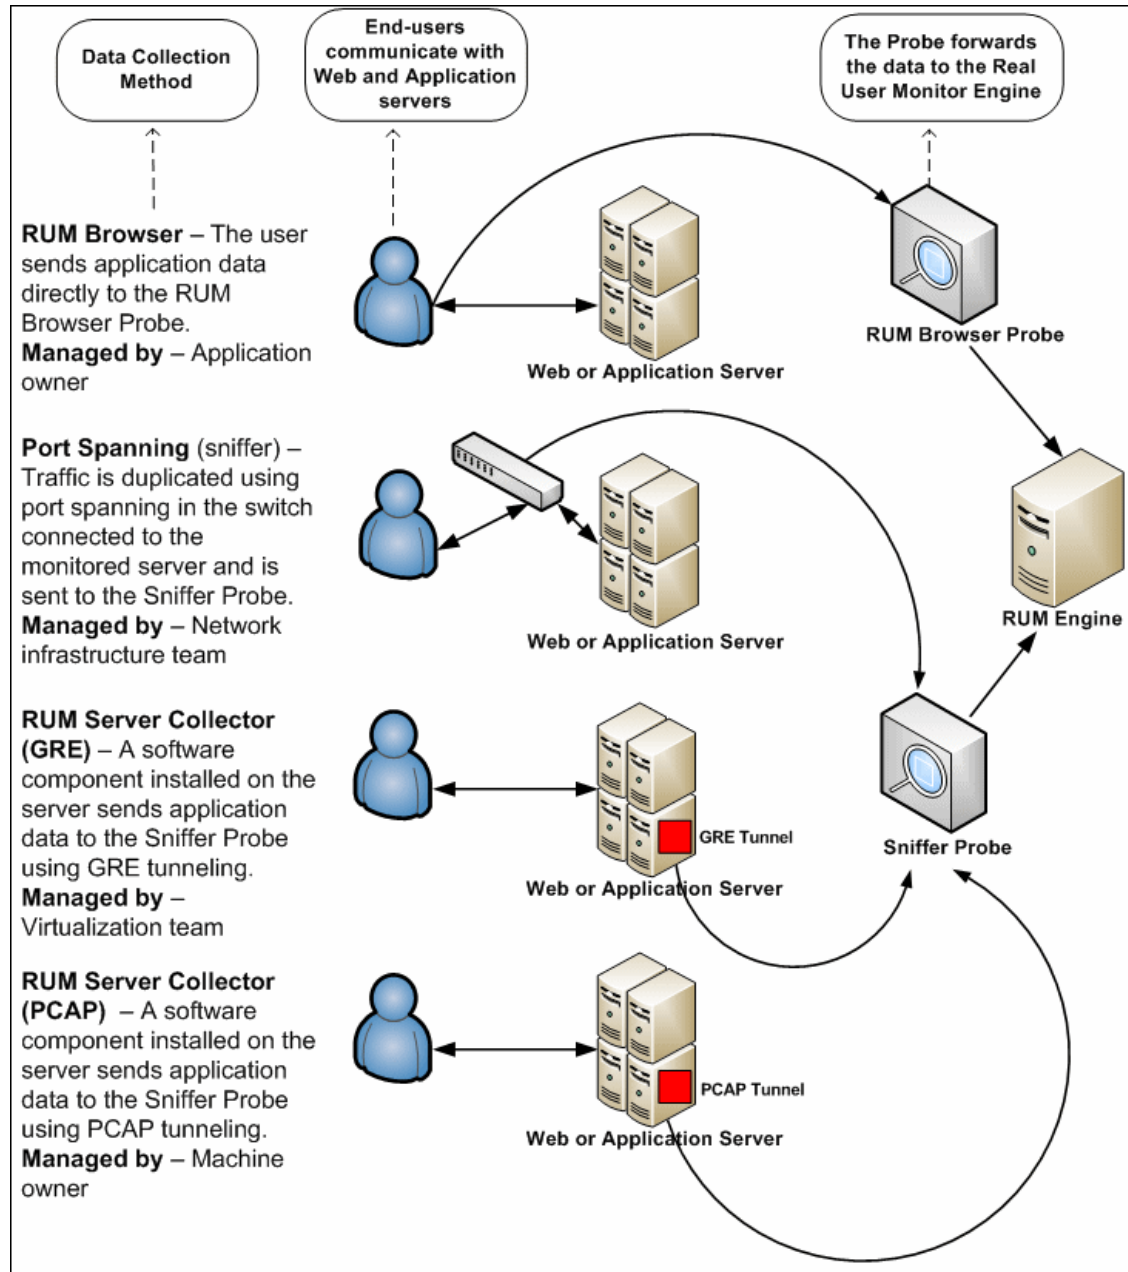 Data Collection
Method
End-users
communicate with
Web and Application
servers
The Probe forwards
the data to the Real
User Monitor Engine
RUM Browser – The user
sends application data
directly to the RUM
Browser Probe.
Managed by – Application
owner
Web or Application Server
RUM Browser Probe
Port Spanning (sniffer) –
Traffic is duplicated using
port spanning in the switch
connected to the
monitored server and is
sent to the Sniffer Probe.
Managed by – Network
infrastructure team
Web or Application Server
RUM Engine
RUM Server Collector
(GRE) – A software
component installed on the
server sends application
data to the Sniffer Probe
using GRE tunneling.
Managed by –
Virtualization team
GRE Tunnel
Web or Application Server
Sniffer Probe
RUM Server Collector
(PCAP) – A software
component installed on the
server sends application
data to the Sniffer Probe
using PCAP tunneling.
Managed by – Machine
owner
PCAP Tunnel
Web or Application Server